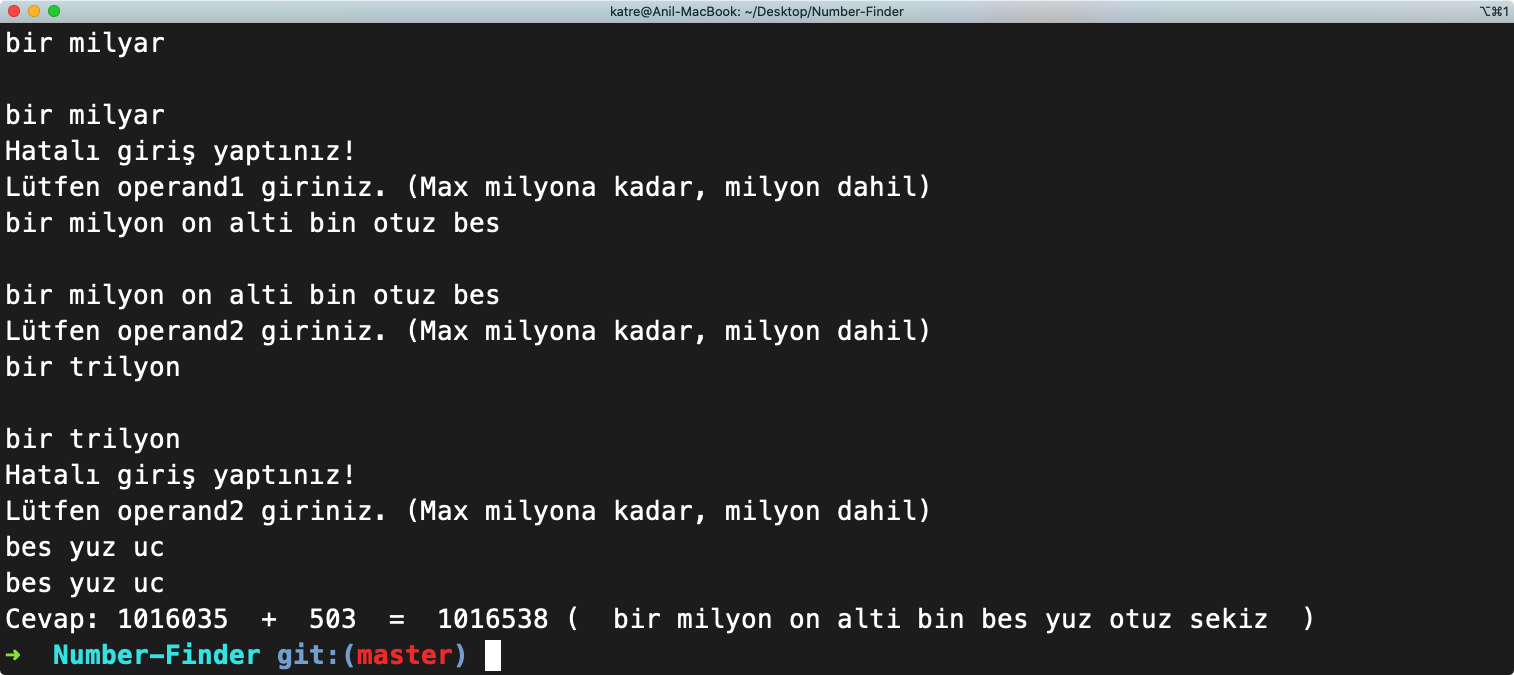 katre@Anil-MacBook: ~/Desktop/Number-Finder ⌥⌘1
bir milyar
bir milyar
Hatalı giriş yaptınız!
Lütfen operand1 giriniz. (Max milyona kadar, milyon dahil)
bir milyon on alti bin otuz bes
bir milyon on alti bin otuz bes
Lütfen operand2 giriniz. (Max milyona kadar, milyon dahil)
bir trilyon
bir trilyon
Hatalı giriş yaptınız!
Lütfen operand2 giriniz. (Max milyona kadar, milyon dahil)
bes yuz uc
bes yuz uc
Cevap: 1016035  +  503  =  1016538 (  bir milyon on alti bin bes yuz otuz sekiz  )
➜  Number-Finder git:(master)